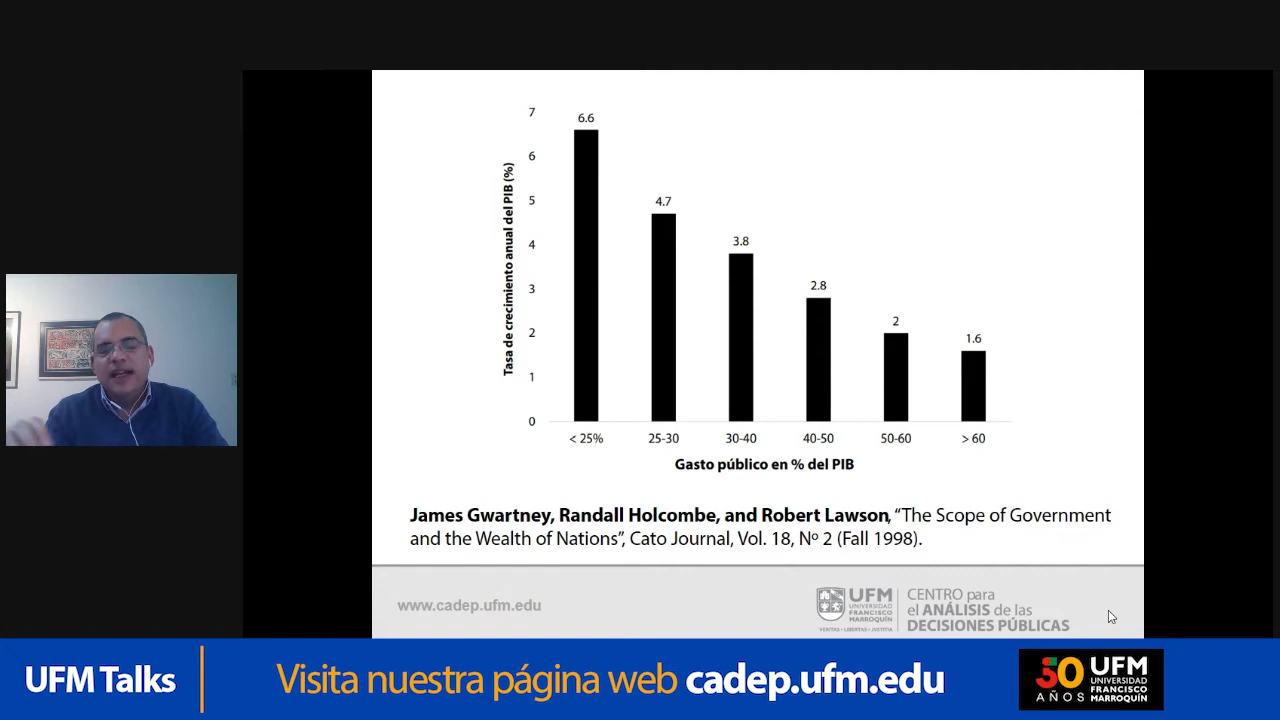 7
6
5
4
3
2
1
0
Tasa de crecimiento anual del PIB (%)
6.6
4.7
3.8
2.8
2
1.6
< 25%
25-30
30-40
40-50
50-60
> 60
Gasto público en % del PIB
James Gwartney, Randall Holcombe, and Robert Lawson, “The Scope of Government
and the Wealth of Nations”, Cato Journal, Vol. 18, Nº 2 (Fall 1998).
www.cadep.ufm.edu
UFM
UNIVERSIDAD
FRANCISCO
MARROQUÍN
VERITAS · LIBERTAS · JUSTITIA
CENTRO para
el ANÁLISIS de las
DECISIONES PÚBLICAS
UFM Talks
Visita nuestra página web cadep.ufm.edu
50
AÑOS
UFM
UNIVERSIDAD
FRANCISCO
MARROQUÍN